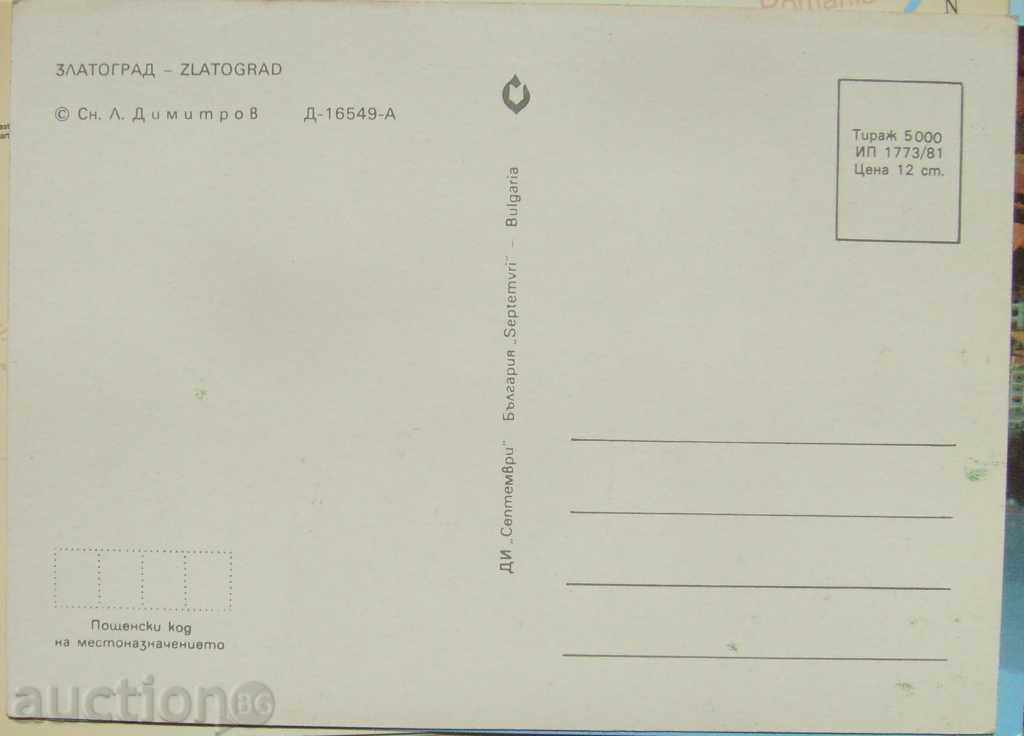 ЗЛАТОГРАД – ZLATOGRAD
© Сн. Л. Димитров Д-16549-А
Тираж 5000
ИП 1773/81
Цена 12 ст.
ДИ „Септември" България „Septemvri" – Bulgaria
Пощенски код
на местоназначението
auction BG
N